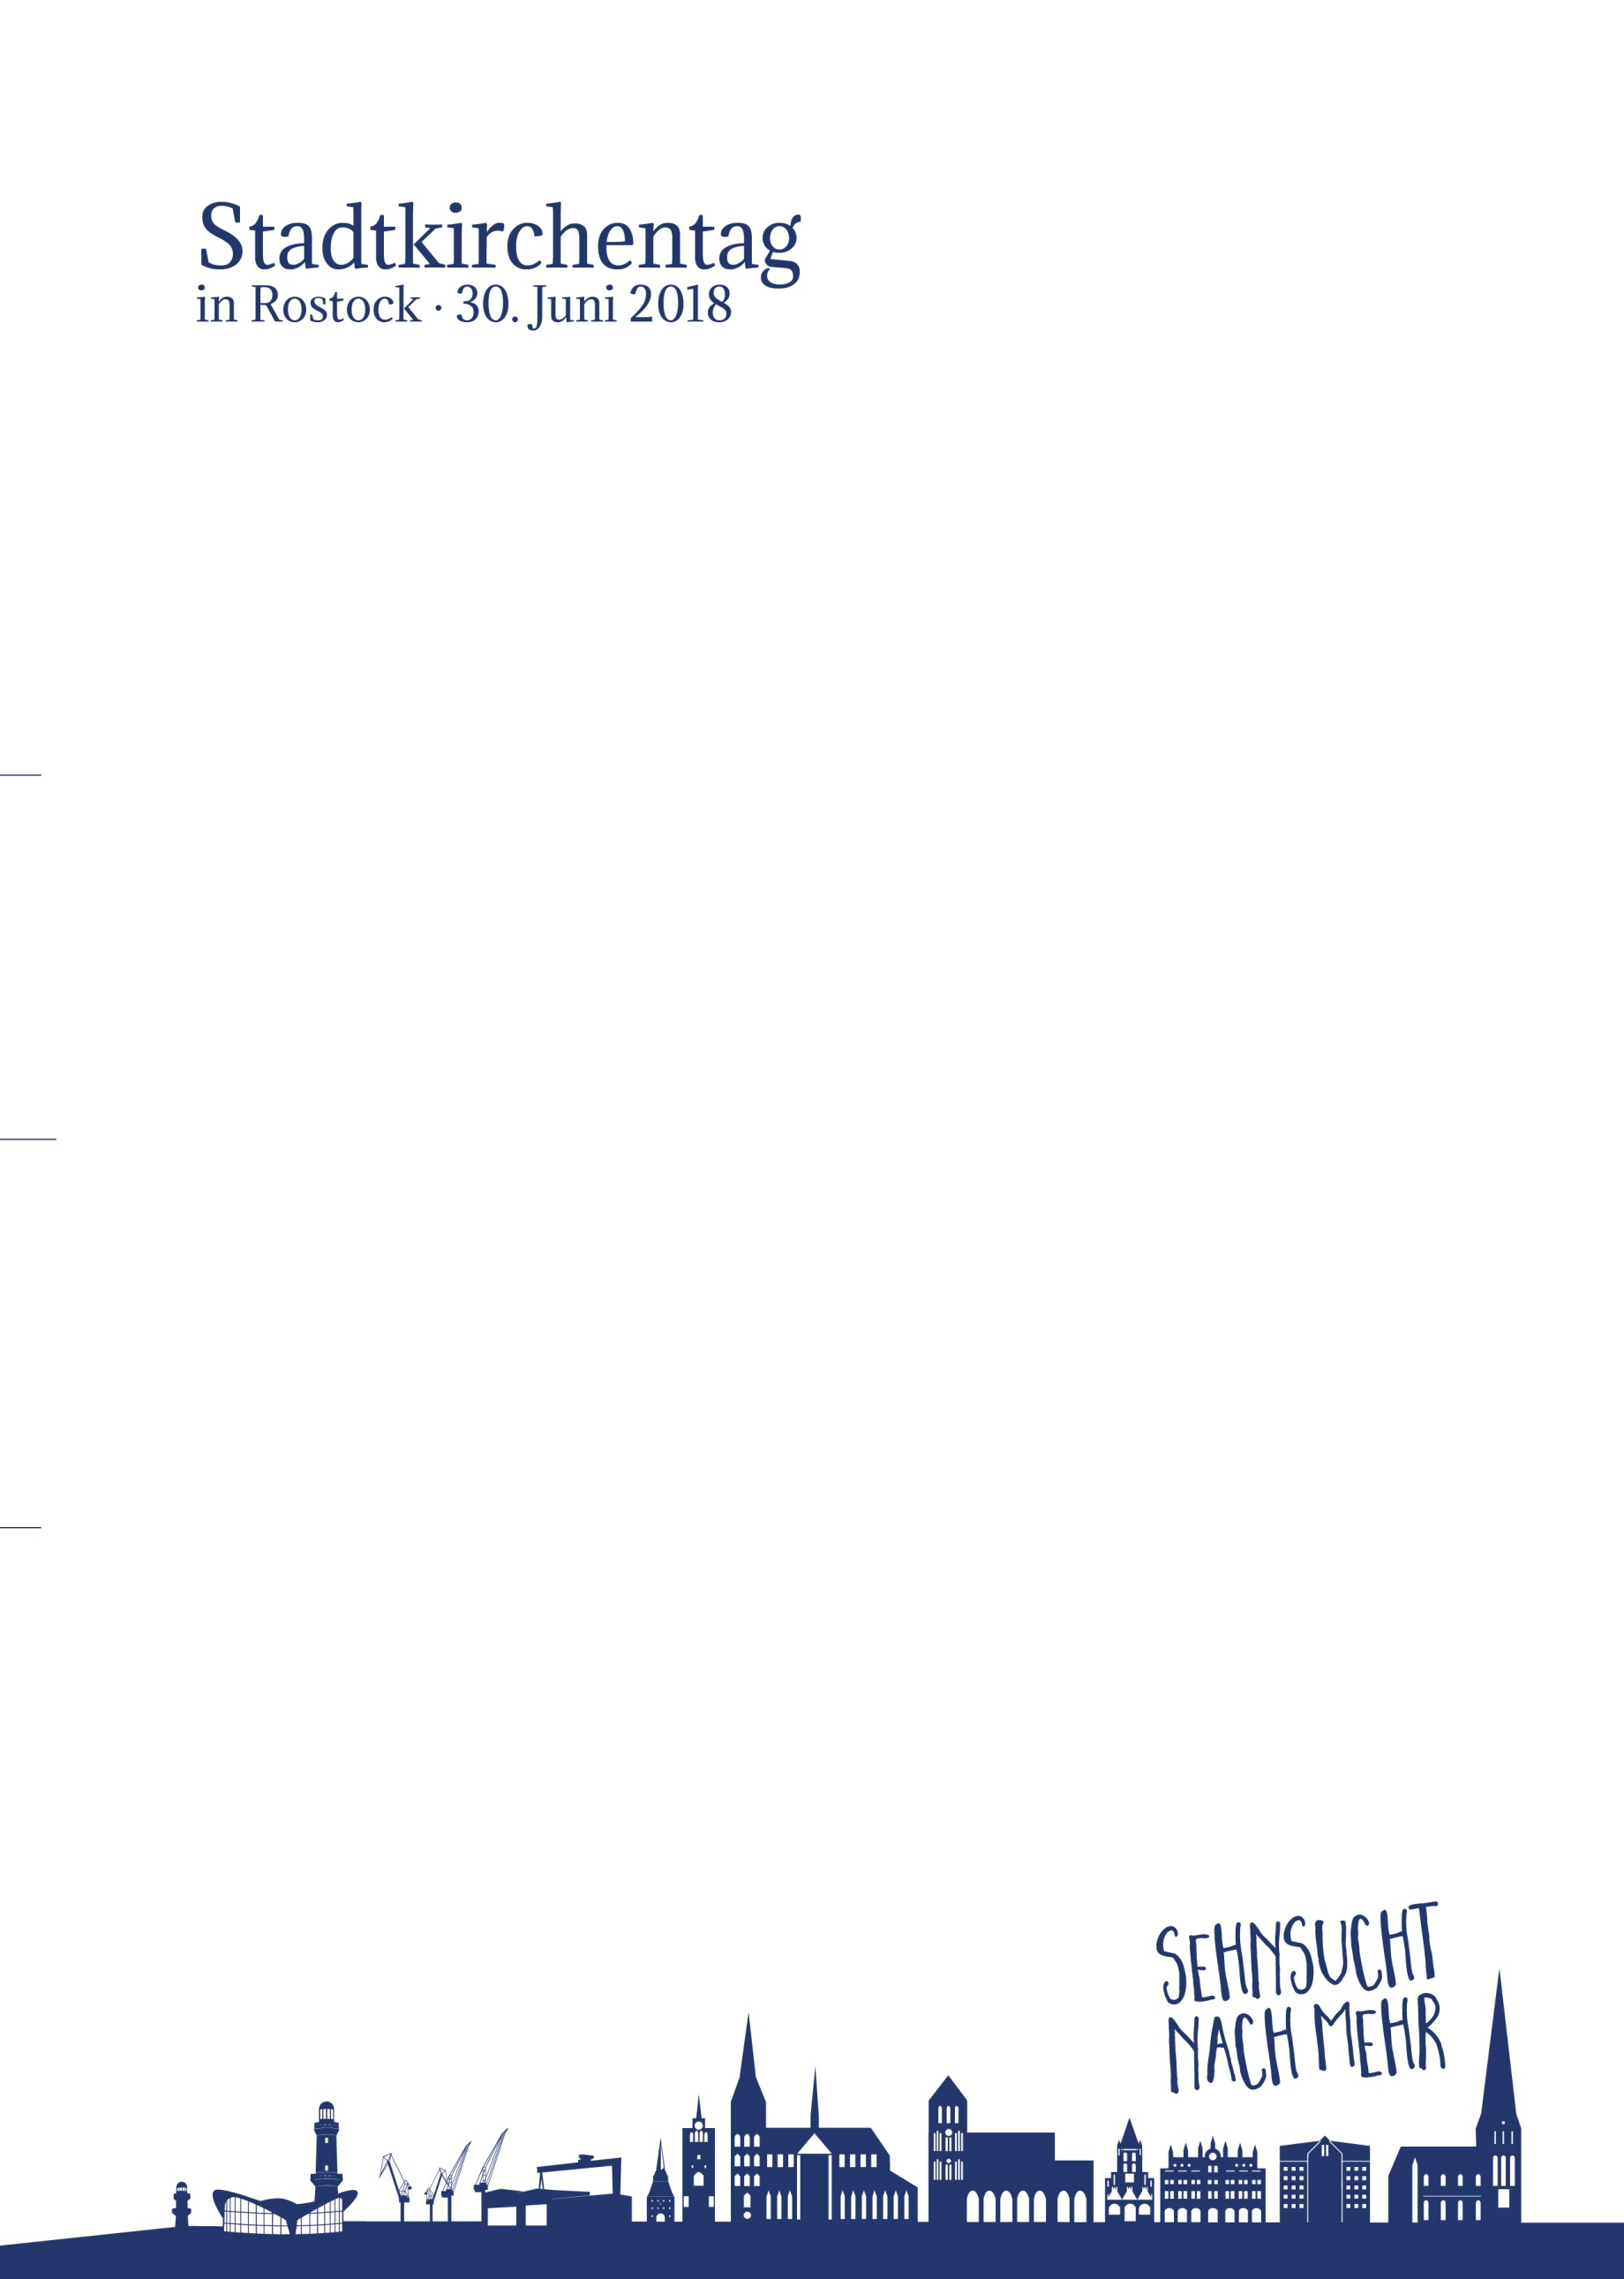 Stadtkirchentag
in Rostock · 30. Juni 2018
SEHNSUCHT
NACH MEHR